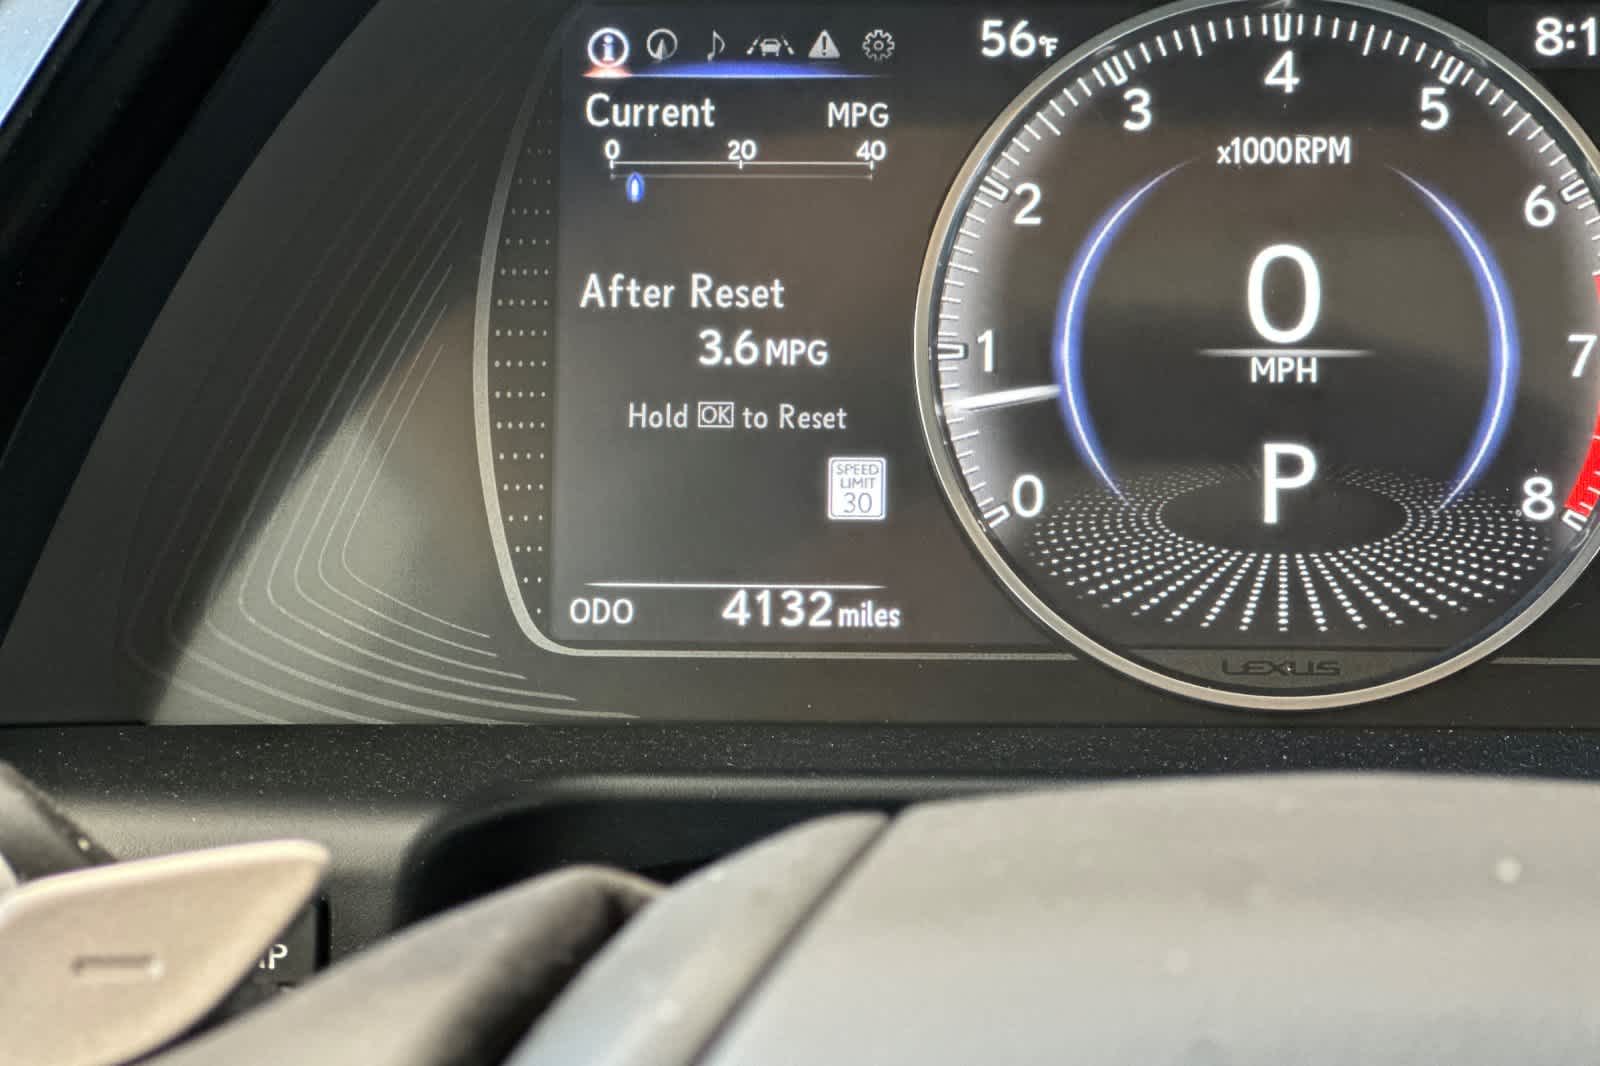 Current MPG
0 20 40
After Reset
3.6 MPG
Hold OK to Reset
SPEED
LIMIT
30
ODO 4132 miles
56°F
8:1
0
1
2
3
4
5
6
7
8
x1000RPM
0
MPH
P
LEXUS